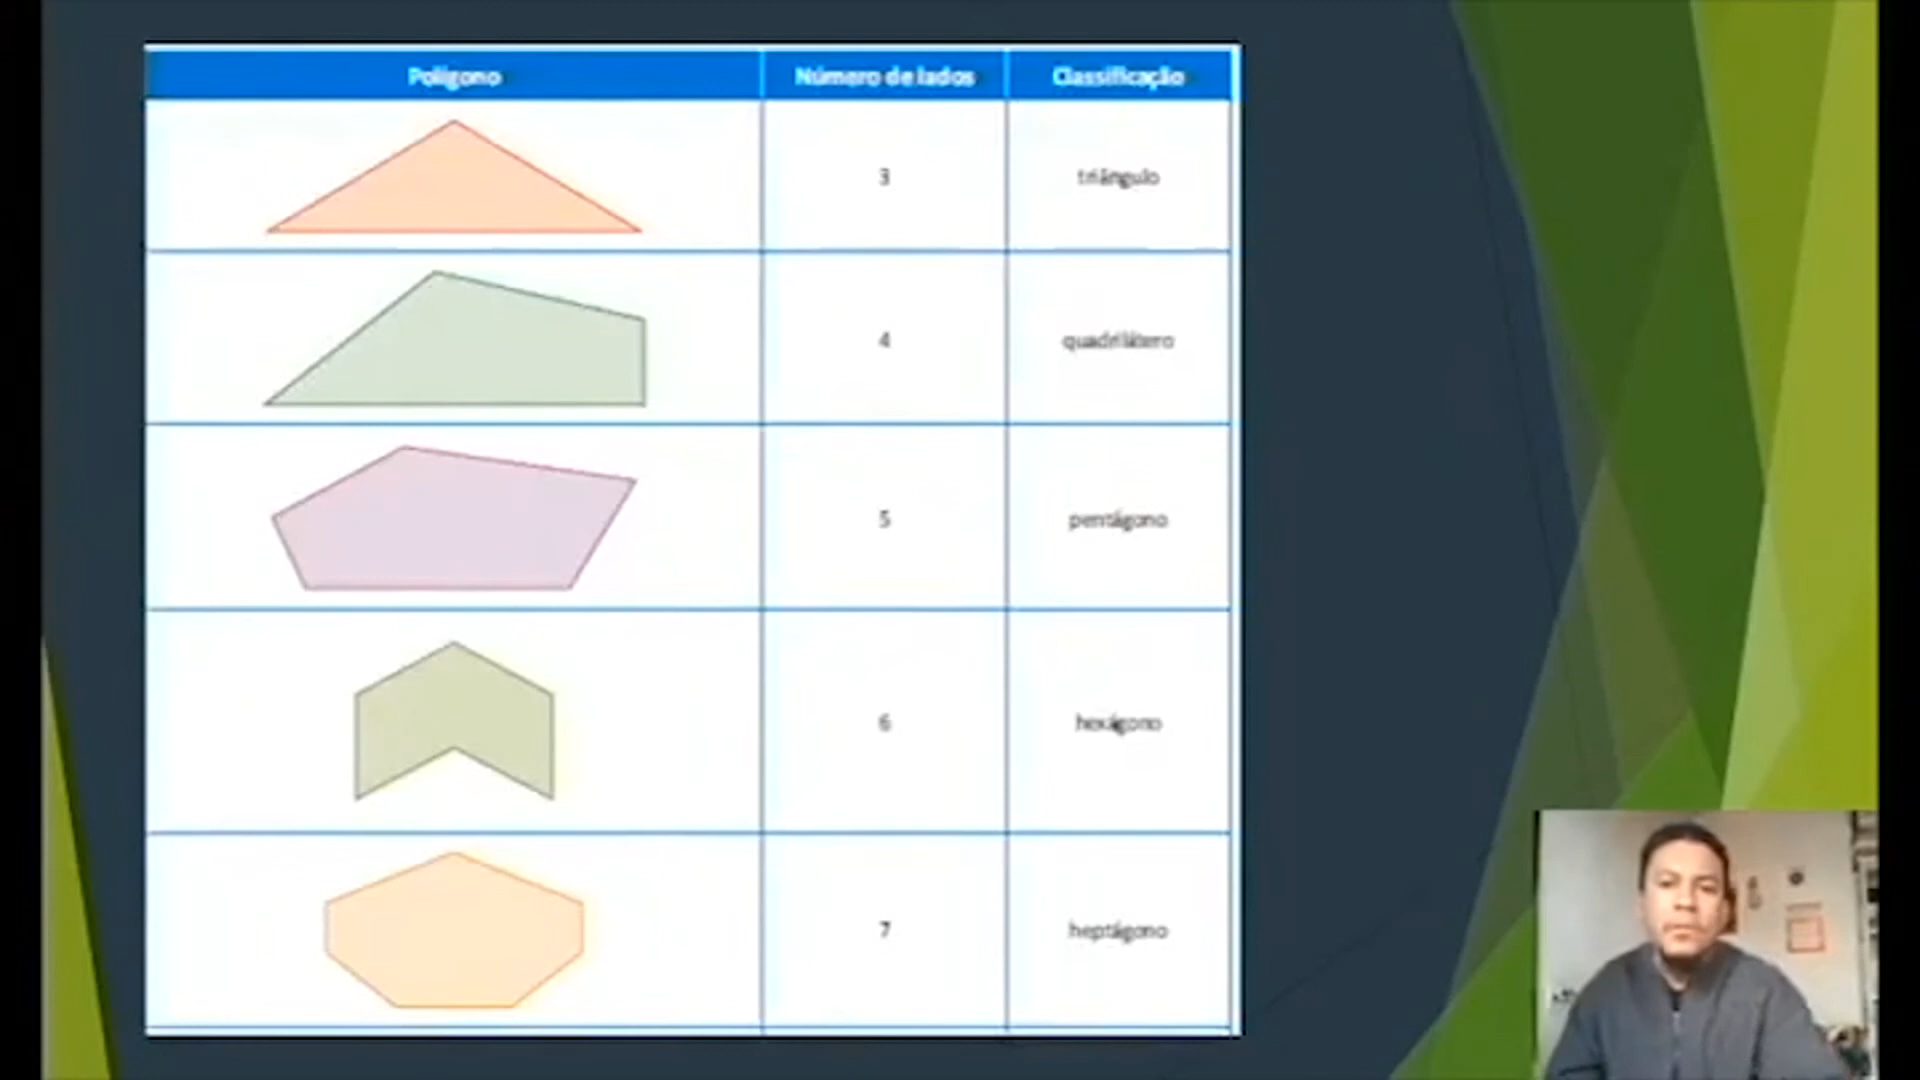 Polígono Número de lados Classificação
3 triângulo
4 quadrilátero
5 pentágono
6 hexágono
7 heptágono